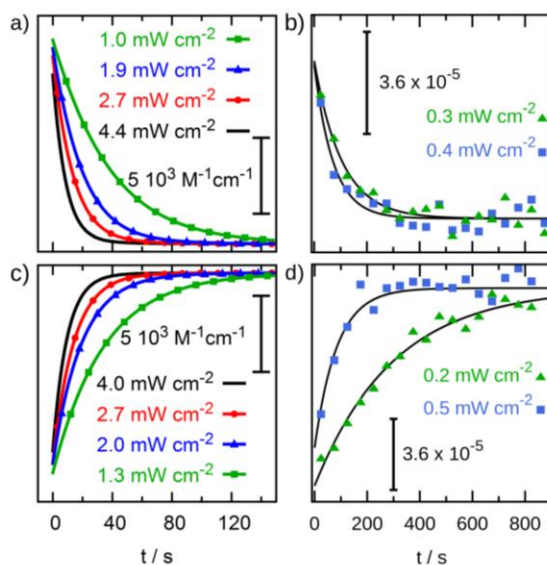 a)
1.0 mW cm⁻²
1.9 mW cm⁻²
2.7 mW cm⁻²
4.4 mW cm⁻²
5 10³ M⁻¹cm⁻¹
b)
3.6 x 10⁻⁵
0.3 mW cm⁻²
0.4 mW cm⁻²
c)
5 10³ M⁻¹cm⁻¹
4.0 mW cm⁻²
2.7 mW cm⁻²
2.0 mW cm⁻²
1.3 mW cm⁻²
0 40 80 120
t / s
d)
0.2 mW cm⁻²
0.5 mW cm⁻²
3.6 x 10⁻⁵
0 200 400 600 800
t / s